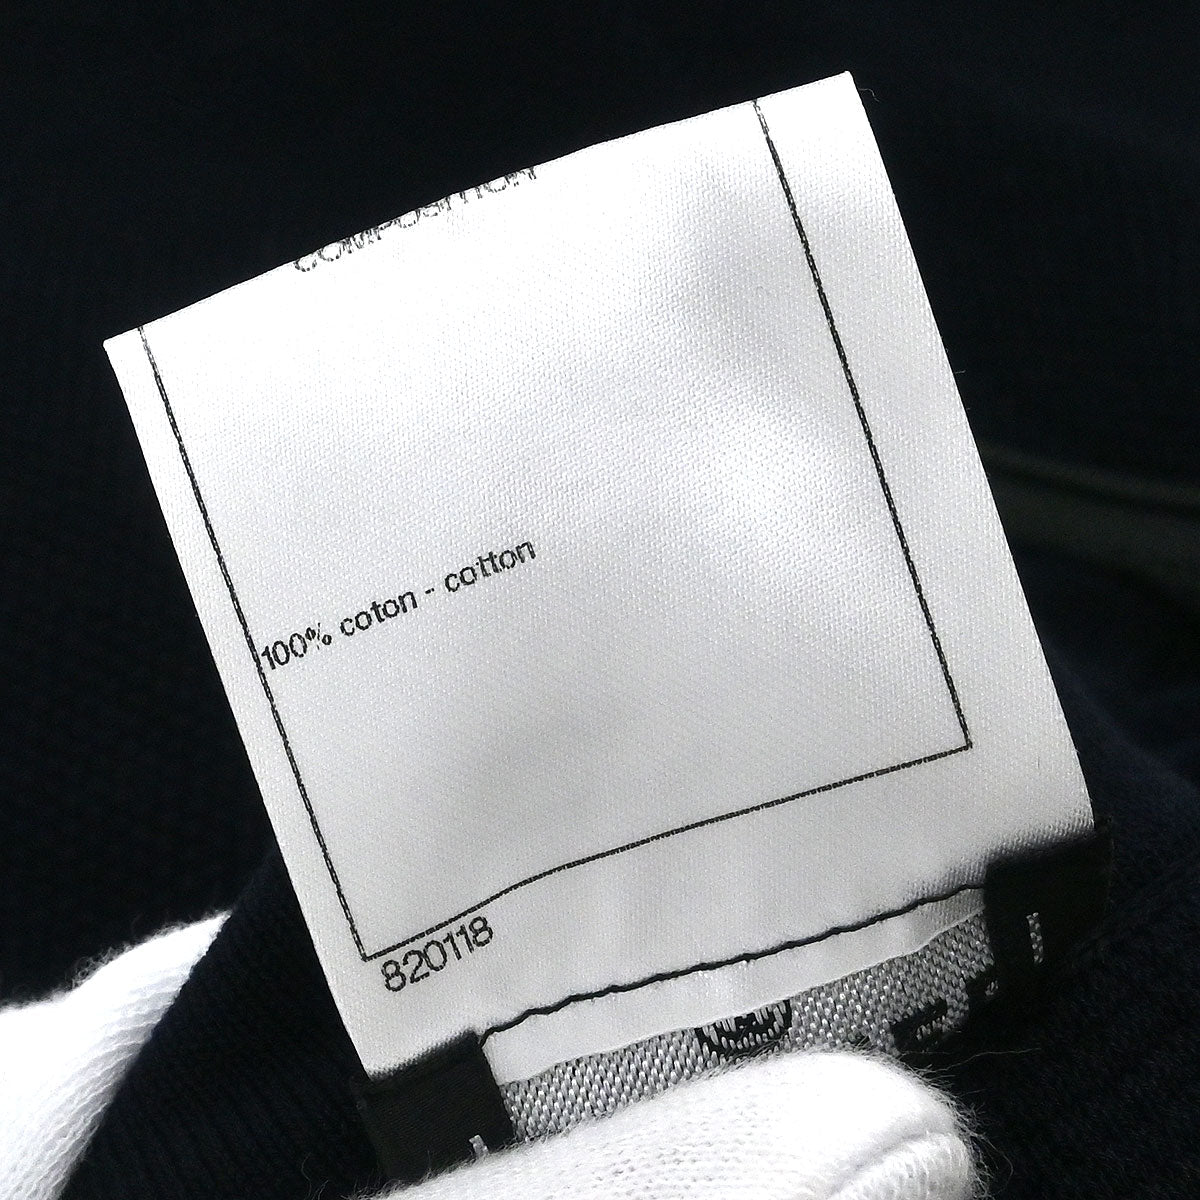 composition
100% coton - cotton
820118